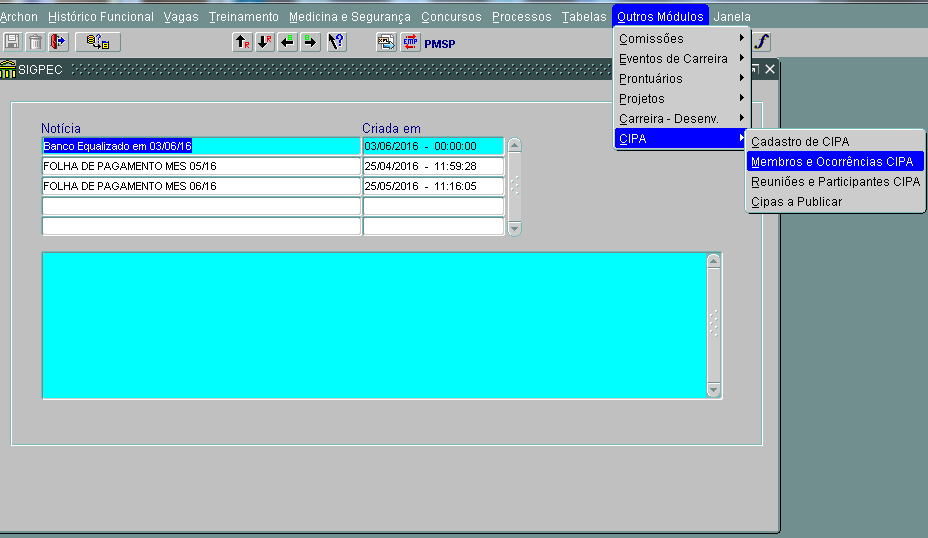 Archon Histórico Funcional Vagas Treinamento Medicina e Segurança Concursos Processos Tabelas Outros Módulos Janela
PMSP
Comissões
Eventos de Carreira
Prontuários
Projetos
Carreira - Desenv.
CIPA
Cadastro de CIPA
Membros e Ocorrências CIPA
Reuniões e Participantes CIPA
Cipas a Publicar
SIGPEC
Notícia Criada em
Banco Equalizado em 03/06/16 03/06/2016 - 00:00:00
FOLHA DE PAGAMENTO MES 05/16 25/04/2016 - 11:59:28
FOLHA DE PAGAMENTO MES 06/16 25/05/2016 - 11:16:05